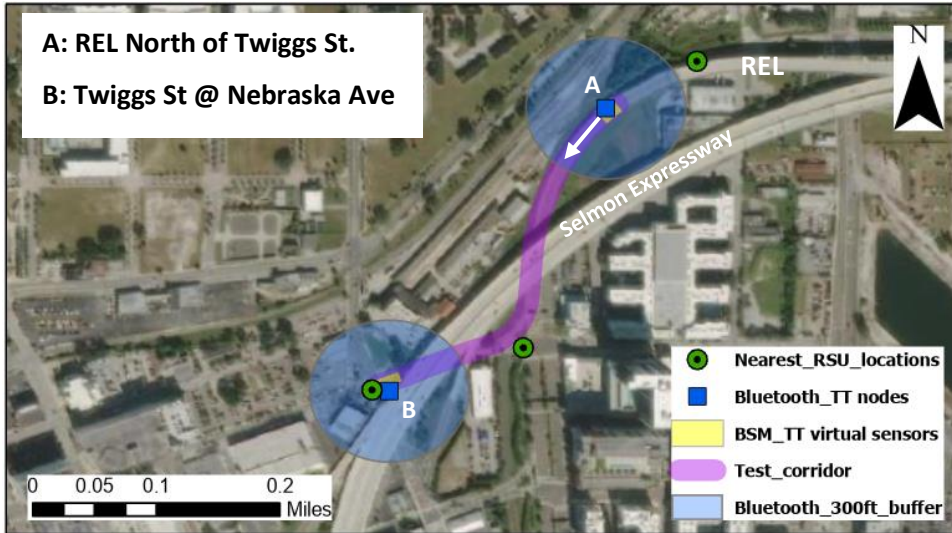 A: REL North of Twiggs St.
B: Twiggs St @ Nebraska Ave
N
A
REL
Selmon Expressway
B
Nearest_RSU_locations
Bluetooth_TT nodes
BSM_TT virtual sensors
Test_corridor
Bluetooth_300ft_buffer
0 0.05 0.1 0.2
Miles